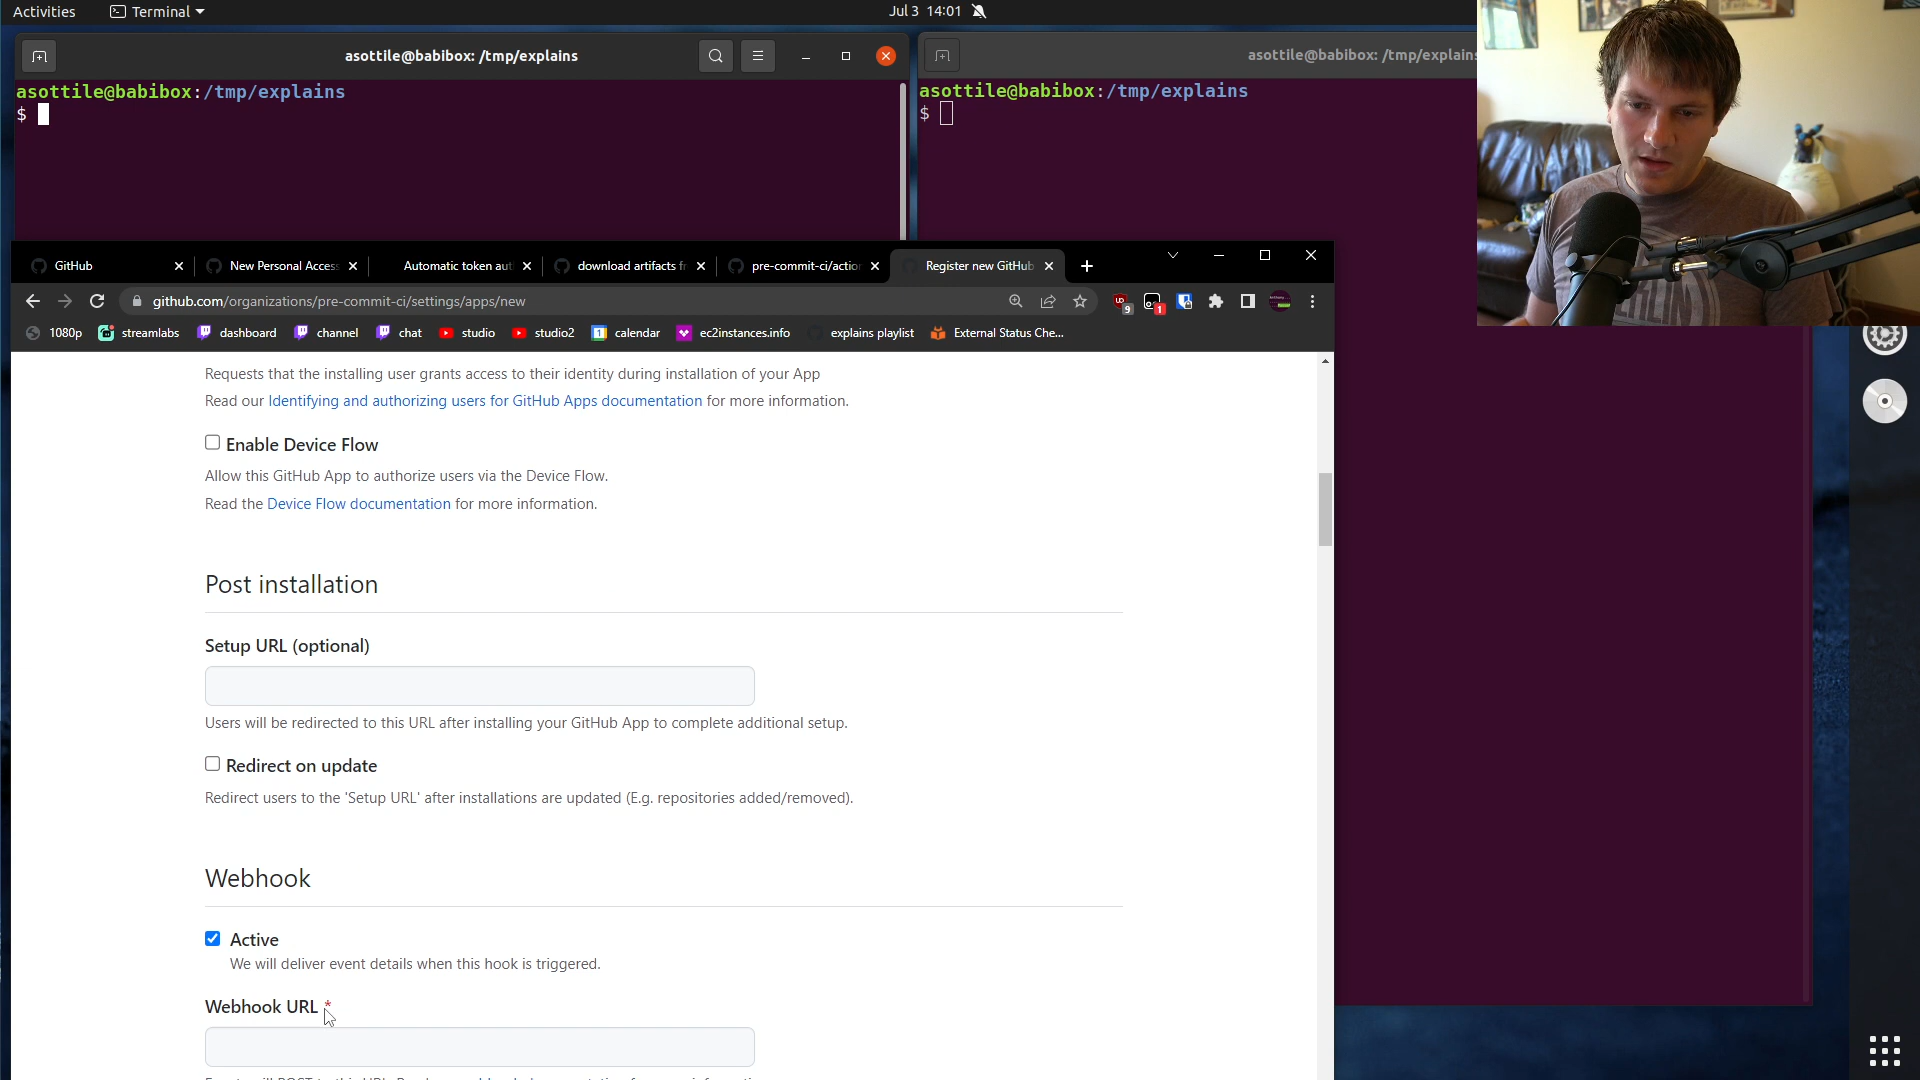 Activities
Terminal
Jul 3 14:01
asottile@babibox: /tmp/explains
asottile@babibox:/tmp/explains
$
asottile@babibox: /tmp/explains
asottile@babibox:/tmp/explains
$
GitHub
New Personal Access
Automatic token aut
download artifacts f
pre-commit-ci/action
Register new GitHub
github.com/organizations/pre-commit-ci/settings/apps/new
9
1
1080p
streamlabs
dashboard
channel
chat
studio
studio2
calendar
ec2instances.info
explains playlist
External Status Che...
Requests that the installing user grants access to their identity during installation of your App
Read our Identifying and authorizing users for GitHub Apps documentation for more information.
Enable Device Flow
Allow this GitHub App to authorize users via the Device Flow.
Read the Device Flow documentation for more information.
Post installation
Setup URL (optional)
Users will be redirected to this URL after installing your GitHub App to complete additional setup.
Redirect on update
Redirect users to the 'Setup URL' after installations are updated (E.g. repositories added/removed).
Webhook
Active
We will deliver event details when this hook is triggered.
Webhook URL *